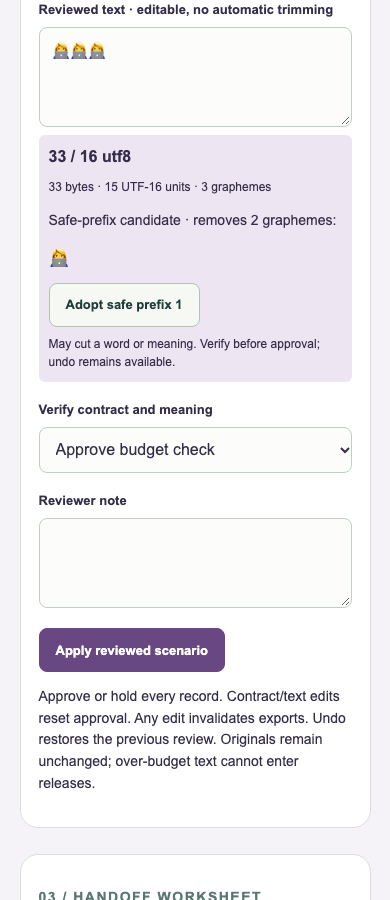 Reviewed text · editable, no automatic trimming
👩‍💻👩‍💻👩‍💻
33 / 16 utf8
33 bytes · 15 UTF-16 units · 3 graphemes
Safe-prefix candidate · removes 2 graphemes:
👩‍💻
Adopt safe prefix 1
May cut a word or meaning. Verify before approval;
undo remains available.
Verify contract and meaning
Approve budget check
Reviewer note
Apply reviewed scenario
Approve or hold every record. Contract/text edits
reset approval. Any edit invalidates exports. Undo
restores the previous review. Originals remain
unchanged; over-budget text cannot enter
releases.
03 / HANDOFF WORKSHEET